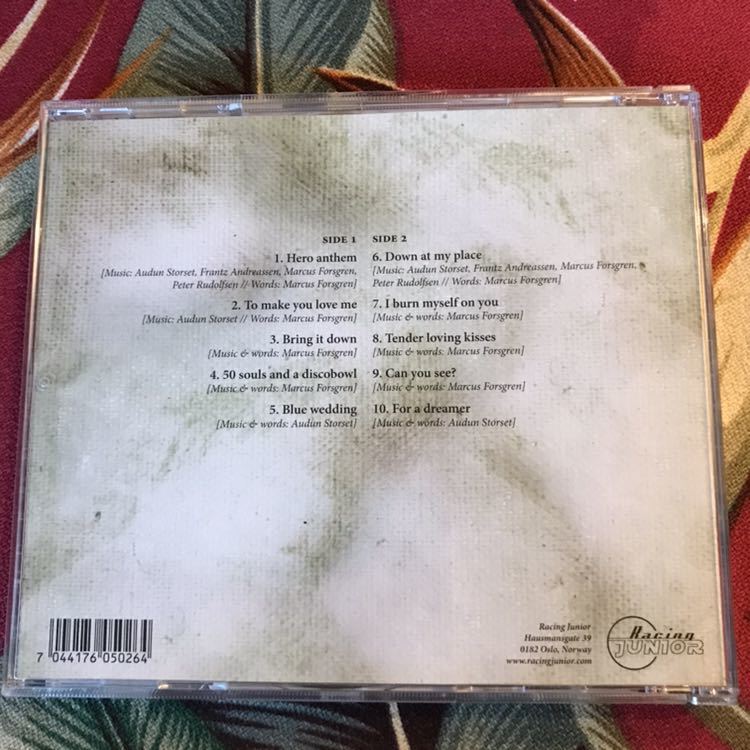 SIDE 1
1. Hero anthem
[Music: Audun Storset, Frantz Andreassen, Marcus Forsgren,
Peter Rudolfsen // Words: Marcus Forsgren]
2. To make you love me
[Music: Audun Storset // Words: Marcus Forsgren]
3. Bring it down
[Music & words: Marcus Forsgren]
4. 50 souls and a discobowl
[Music & words: Marcus Forsgren]
5. Blue wedding
[Music & words: Audun Storset]
SIDE 2
6. Down at my place
[Music: Audun Storset, Frantz Andreassen, Marcus Forsgren,
Peter Rudolfsen // Words: Marcus Forsgren]
7. I burn myself on you
[Music & words: Marcus Forsgren]
8. Tender loving kisses
[Music & words: Marcus Forsgren]
9. Can you see?
[Music & words: Marcus Forsgren]
10. For a dreamer
[Music & words: Audun Storset]
7 044176 050264
Racing Junior
Hausmansgate 39
0182 Oslo, Norway
www.racingjunior.com
Racing
JUNIOR